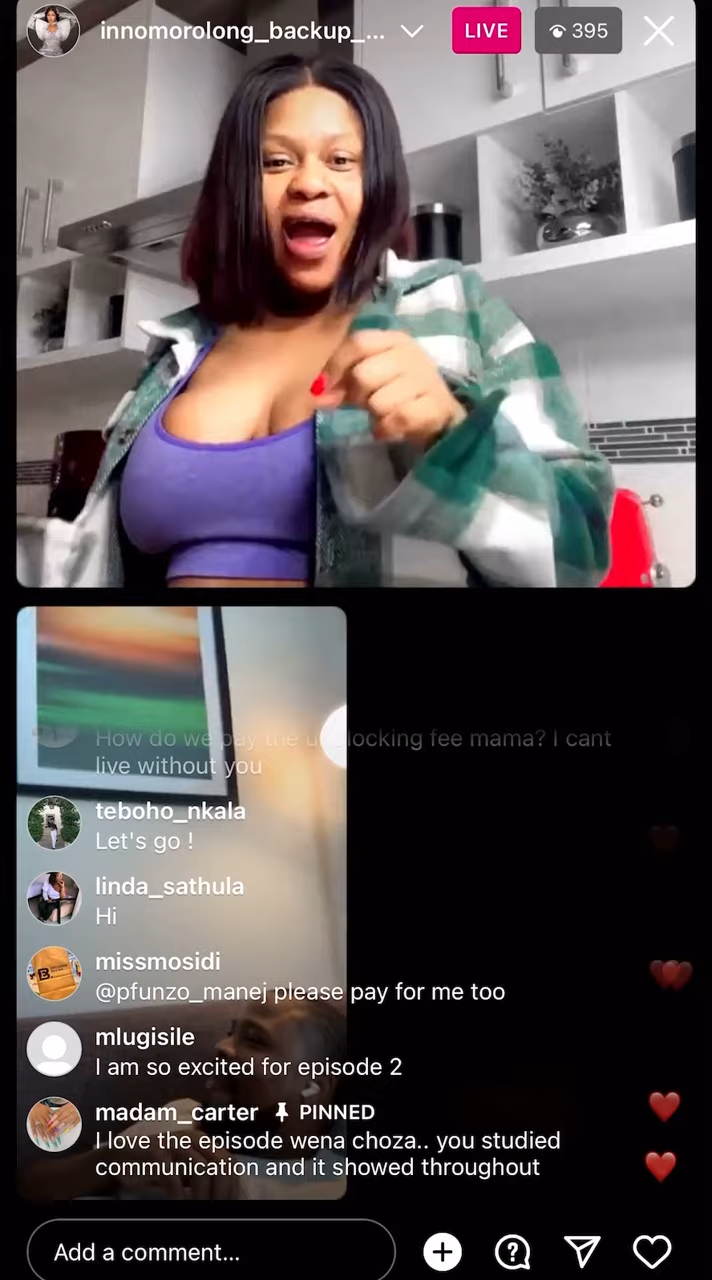 innomorolong_backup_...
LIVE
395
How do we pay the unblocking fee mama? I cant
live without you
teboho_nkala
Let's go !
linda_sathula
Hi
missmosidi
@pfunzo_manej please pay for me too
mlugisile
I am so excited for episode 2
madam_carter PINNED
I love the episode wena choza.. you studied
communication and it showed throughout
Add a comment...